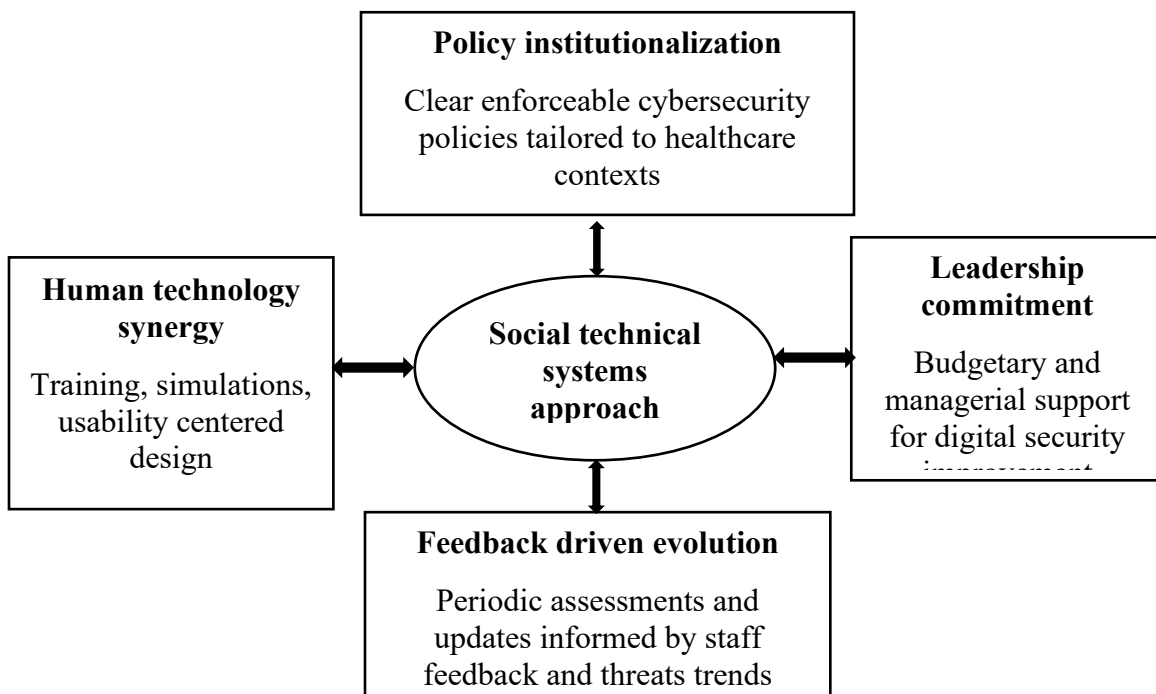 Policy institutionalization
Clear enforceable cybersecurity
policies tailored to healthcare
contexts
Human technology
synergy
Training, simulations,
usability centered
design
Social technical
systems
approach
Leadership
commitment
Budgetary and
managerial support
for digital security
improvement
Feedback driven evolution
Periodic assessments and
updates informed by staff
feedback and threats trends